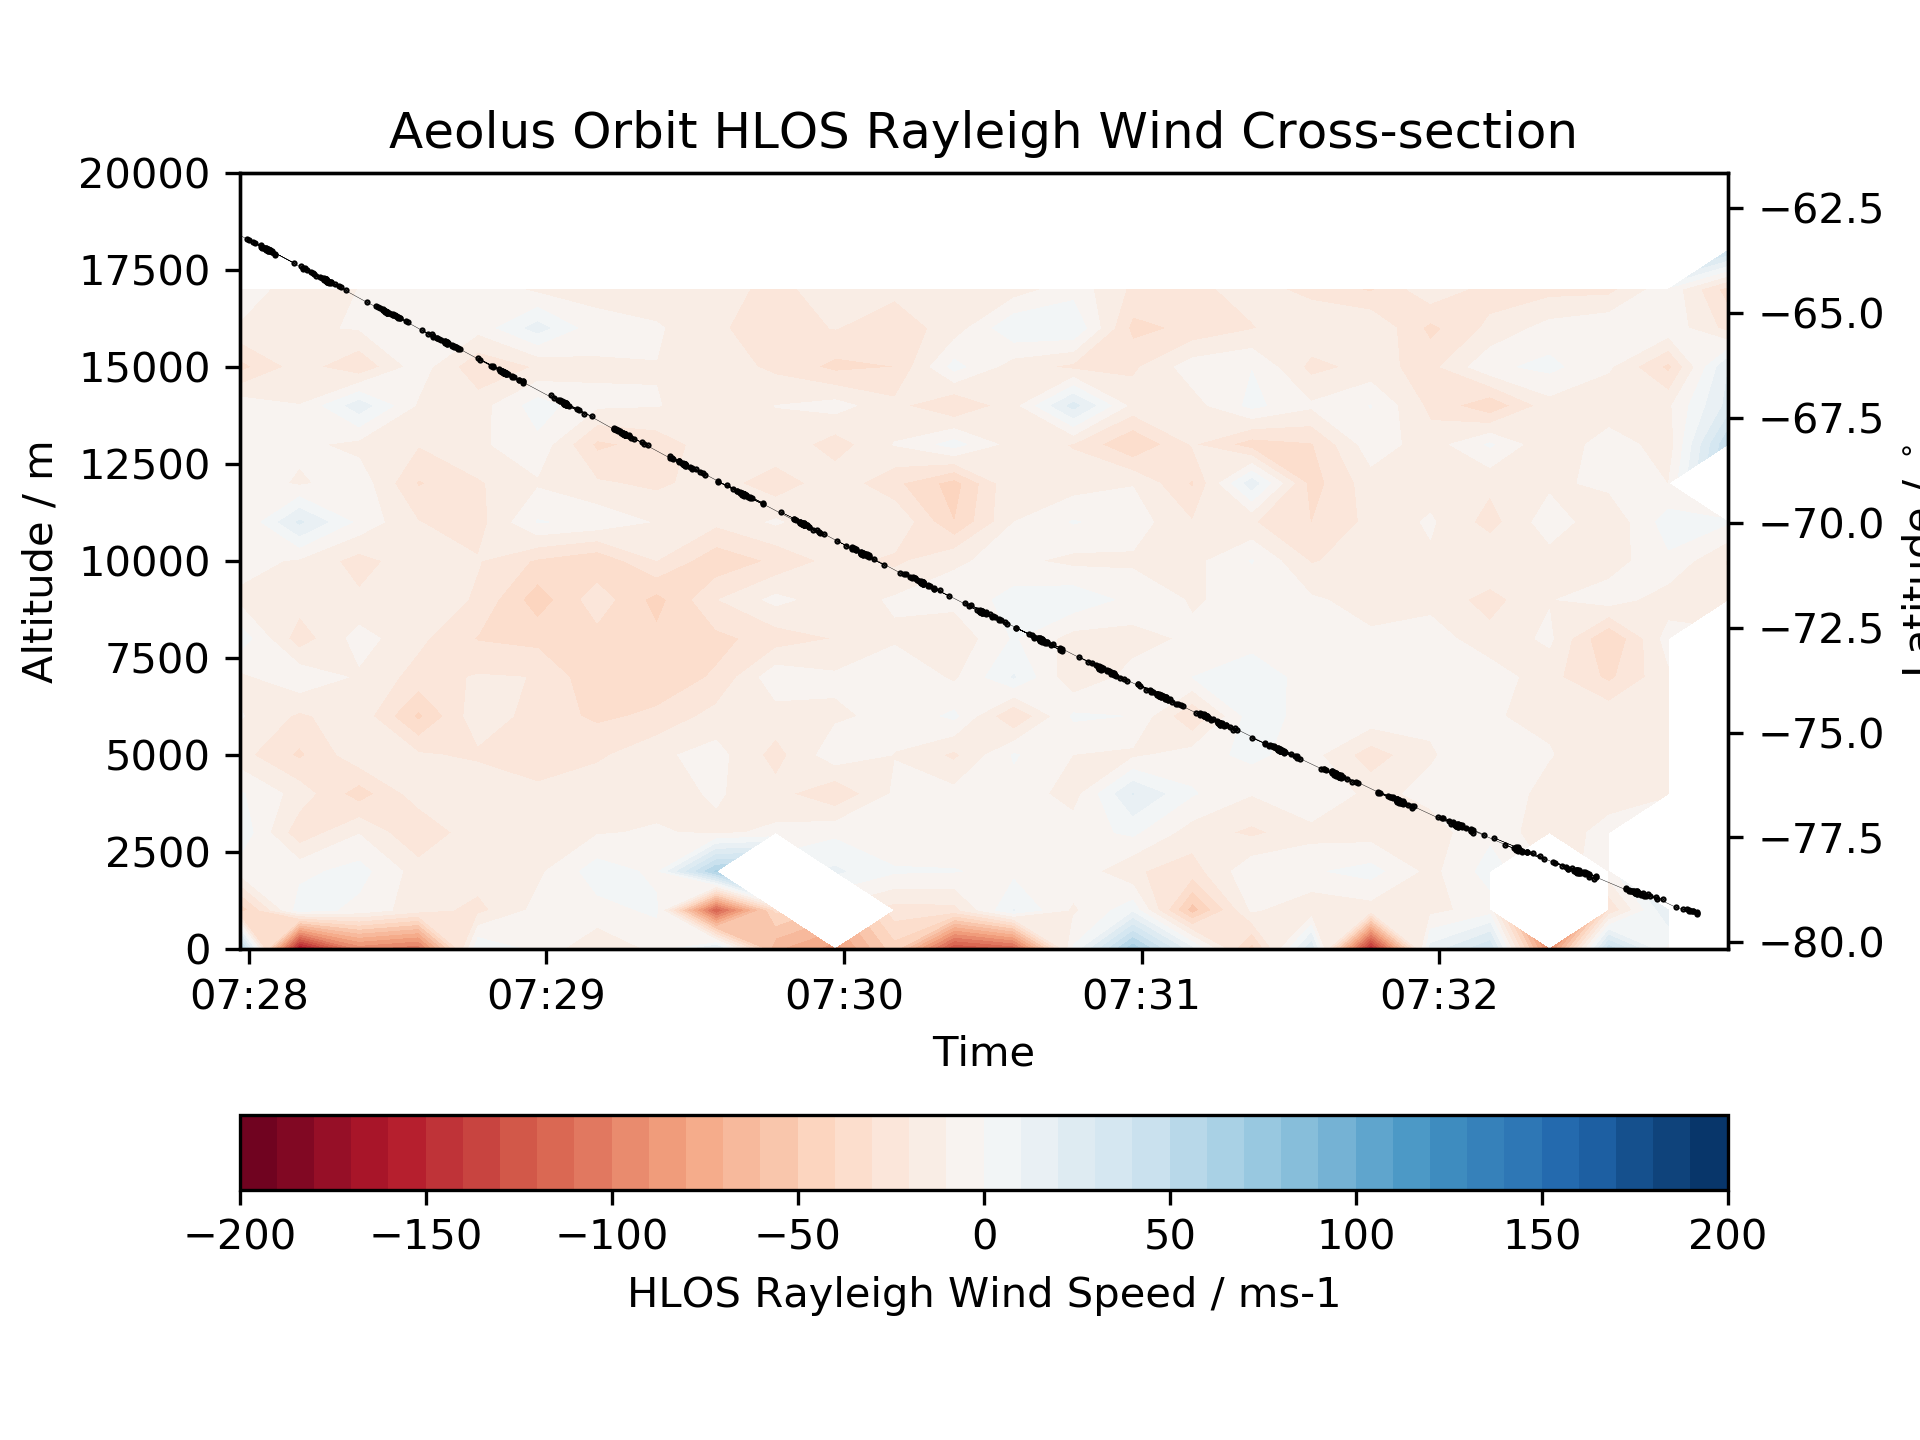 Aeolus Orbit HLOS Rayleigh Wind Cross-section
20000
17500
15000
12500
10000
7500
5000
2500
0
Altitude / m
−62.5
−65.0
−67.5
−70.0
−72.5
−75.0
−77.5
−80.0
Latitude / °
07:28 07:29 07:30 07:31 07:32
Time
−200 −150 −100 −50 0 50 100 150 200
HLOS Rayleigh Wind Speed / ms-1